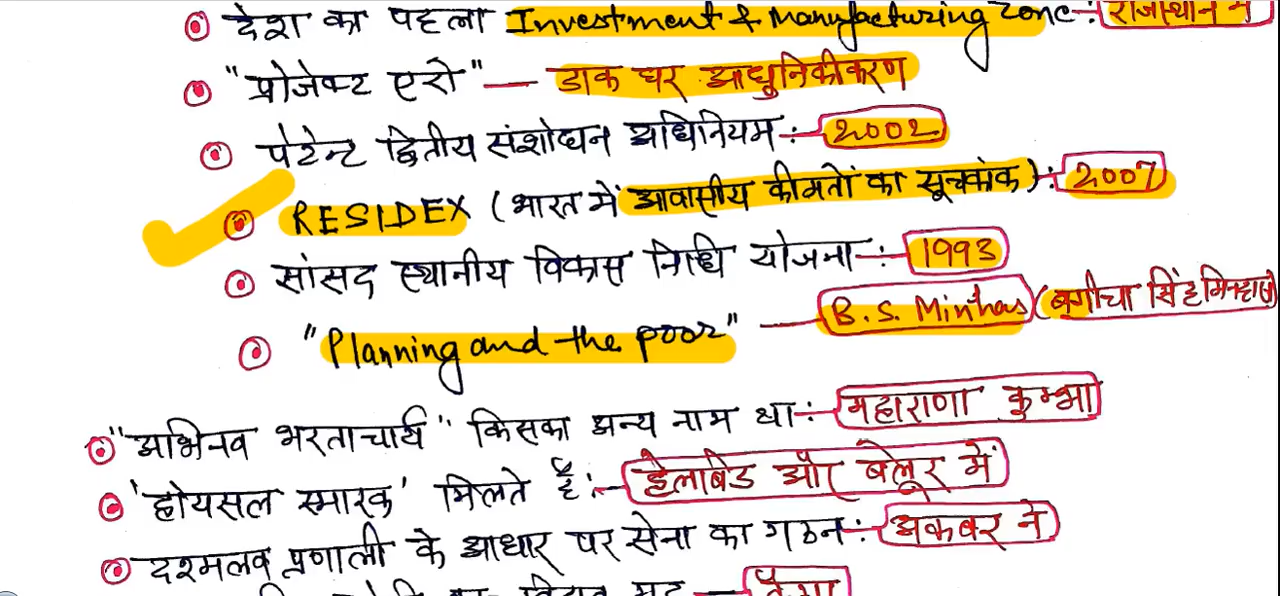 देश का पहला Investment & Manufacturing Zone :- राजस्थान में
"प्रोजेक्ट एरो" — डाक घर आधुनिकीकरण
पेटेन्ट द्वितीय संशोधन अधिनियम :- 2002
RESIDEX (भारत में आवासीय कीमतों का सूचकांक) :- 2007
सांसद स्थानीय विकास निधि योजना :- 1993
"Planning and the poor" — B.S. Minhas (बगीचा सिंह मिन्हास)
"अभिनव भरताचार्य" किसका अन्य नाम था :- महाराणा कुम्भा
'होयसल स्मारक' मिलते हैं :- हैलाबिड और बेलूर में
दशमलव प्रणाली के आधार पर सेना का गठन :- अकबर ने